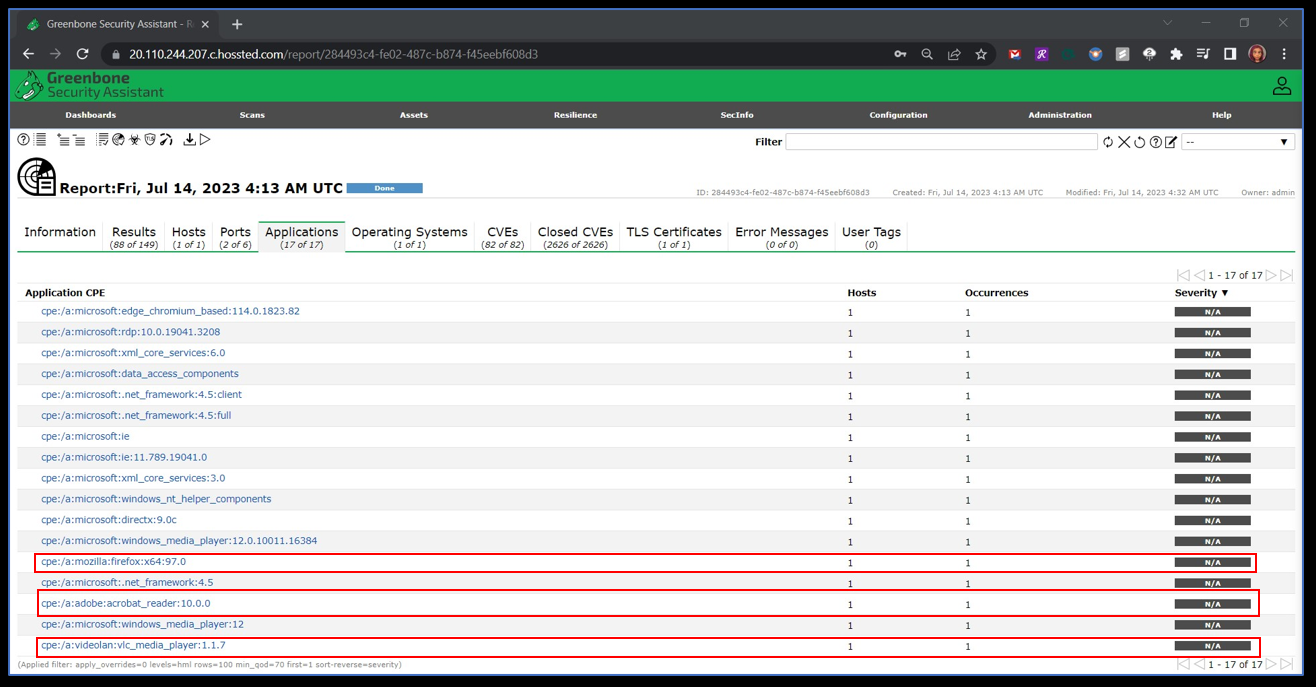 Greenbone Security Assistant - R
20.110.244.207.c.hossted.com/report/284493c4-fe02-487c-b874-f45eebf608d3
Greenbone
Security Assistant
Dashboards Scans Assets Resilience SecInfo Configuration Administration Help
Filter --
Report:Fri, Jul 14, 2023 4:13 AM UTC Done
ID: 284493c4-fe02-487c-b874-f45eebf608d3 Created: Fri, Jul 14, 2023 4:13 AM UTC Modified: Fri, Jul 14, 2023 4:32 AM UTC Owner: admin
Information Results Hosts Ports Applications Operating Systems CVEs Closed CVEs TLS Certificates Error Messages User Tags
(88 of 149) (1 of 1) (2 of 6) (17 of 17) (1 of 1) (82 of 82) (2626 of 2626) (1 of 1) (0 of 0) (0)
1 - 17 of 17
Application CPE Hosts Occurrences Severity ▼
cpe:/a:microsoft:edge_chromium_based:114.0.1823.82 1 1 N/A
cpe:/a:microsoft:rdp:10.0.19041.3208 1 1 N/A
cpe:/a:microsoft:xml_core_services:6.0 1 1 N/A
cpe:/a:microsoft:data_access_components 1 1 N/A
cpe:/a:microsoft:.net_framework:4.5:client 1 1 N/A
cpe:/a:microsoft:.net_framework:4.5:full 1 1 N/A
cpe:/a:microsoft:ie 1 1 N/A
cpe:/a:microsoft:ie:11.789.19041.0 1 1 N/A
cpe:/a:microsoft:xml_core_services:3.0 1 1 N/A
cpe:/a:microsoft:windows_nt_helper_components 1 1 N/A
cpe:/a:microsoft:directx:9.0c 1 1 N/A
cpe:/a:microsoft:windows_media_player:12.0.10011.16384 1 1 N/A
cpe:/a:mozilla:firefox:x64:97.0 1 1 N/A
cpe:/a:microsoft:.net_framework:4.5 1 1 N/A
cpe:/a:adobe:acrobat_reader:10.0.0 1 1 N/A
cpe:/a:microsoft:windows_media_player:12 1 1 N/A
cpe:/a:videolan:vlc_media_player:1.1.7 1 1 N/A
(Applied filter: apply_overrides=0 levels=hml rows=100 min_qod=70 first=1 sort-reverse=severity) 1 - 17 of 17